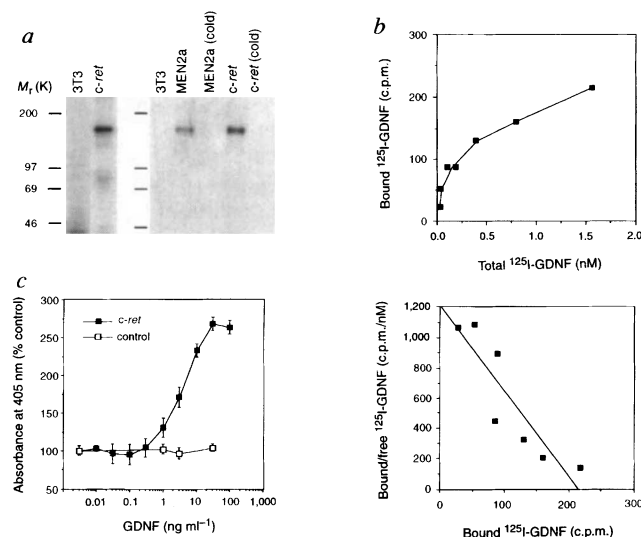 a
M_r (K)
3T3
c-ret
3T3
MEN2a
MEN2a (cold)
c-ret
c-ret (cold)
200
97
69
46
b
Bound ¹²⁵I-GDNF (c.p.m.)
300
200
100
0
0.0 0.5 1.0 1.5 2.0
Total ¹²⁵I-GDNF (nM)
c
Absorbance at 405 nm (% control)
300
250
200
150
100
50
c-ret
control
0.01 0.1 1 10 100 1,000
GDNF (ng ml⁻¹)
Bound/free ¹²⁵I-GDNF (c.p.m./nM)
1,200
1,000
800
600
400
200
0
0 100 200 300
Bound ¹²⁵I-GDNF (c.p.m.)